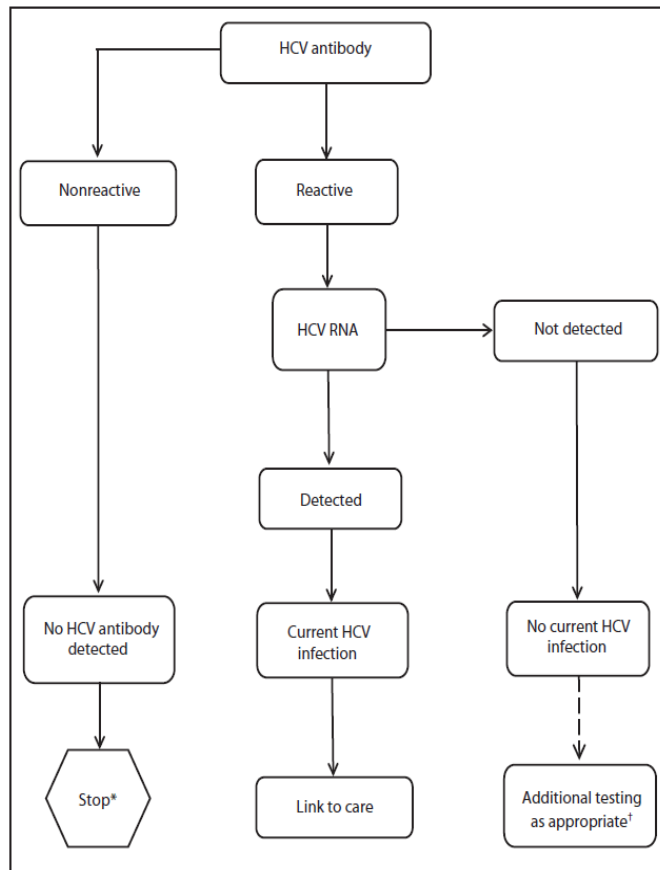 HCV antibody
Nonreactive
Reactive
HCV RNA
Not detected
Detected
No HCV antibody
detected
Current HCV
infection
No current HCV
infection
Stop*
Link to care
Additional testing
as appropriate†